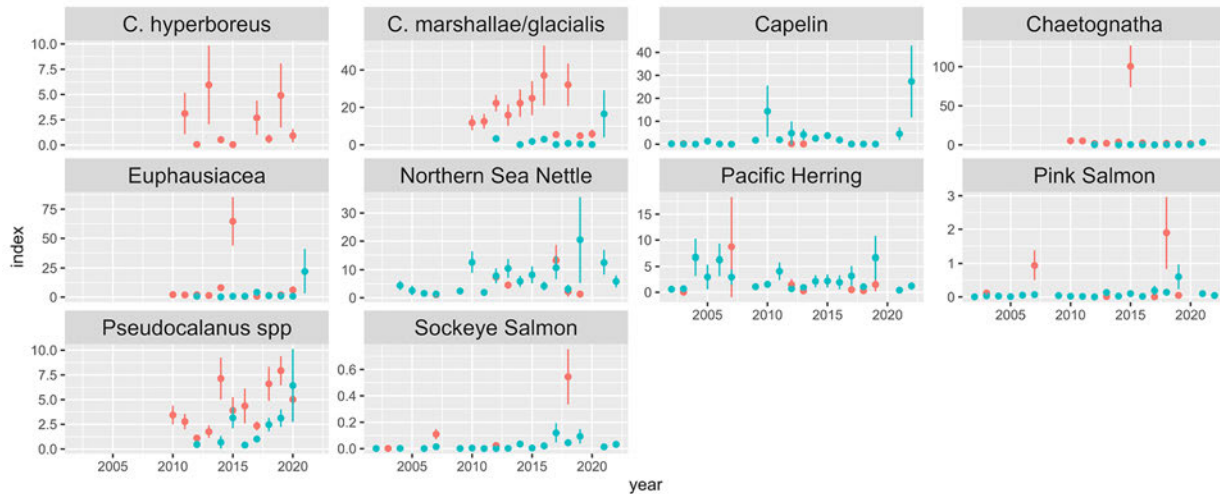 C. hyperboreus C. marshallae/glacialis Capelin Chaetognatha
10.0 7.5 5.0 2.5 0.0
40 20 0
40 30 20 10 0
100 50 0
Euphausiacea Northern Sea Nettle Pacific Herring Pink Salmon
75 50 25 0
30 20 10 0
15 10 5 0
3 2 1 0
index
2005 2010 2015 2020 2005 2010 2015 2020
Pseudocalanus spp Sockeye Salmon
10.0 7.5 5.0 2.5 0.0
0.6 0.4 0.2 0.0
2005 2010 2015 2020 2005 2010 2015 2020
year